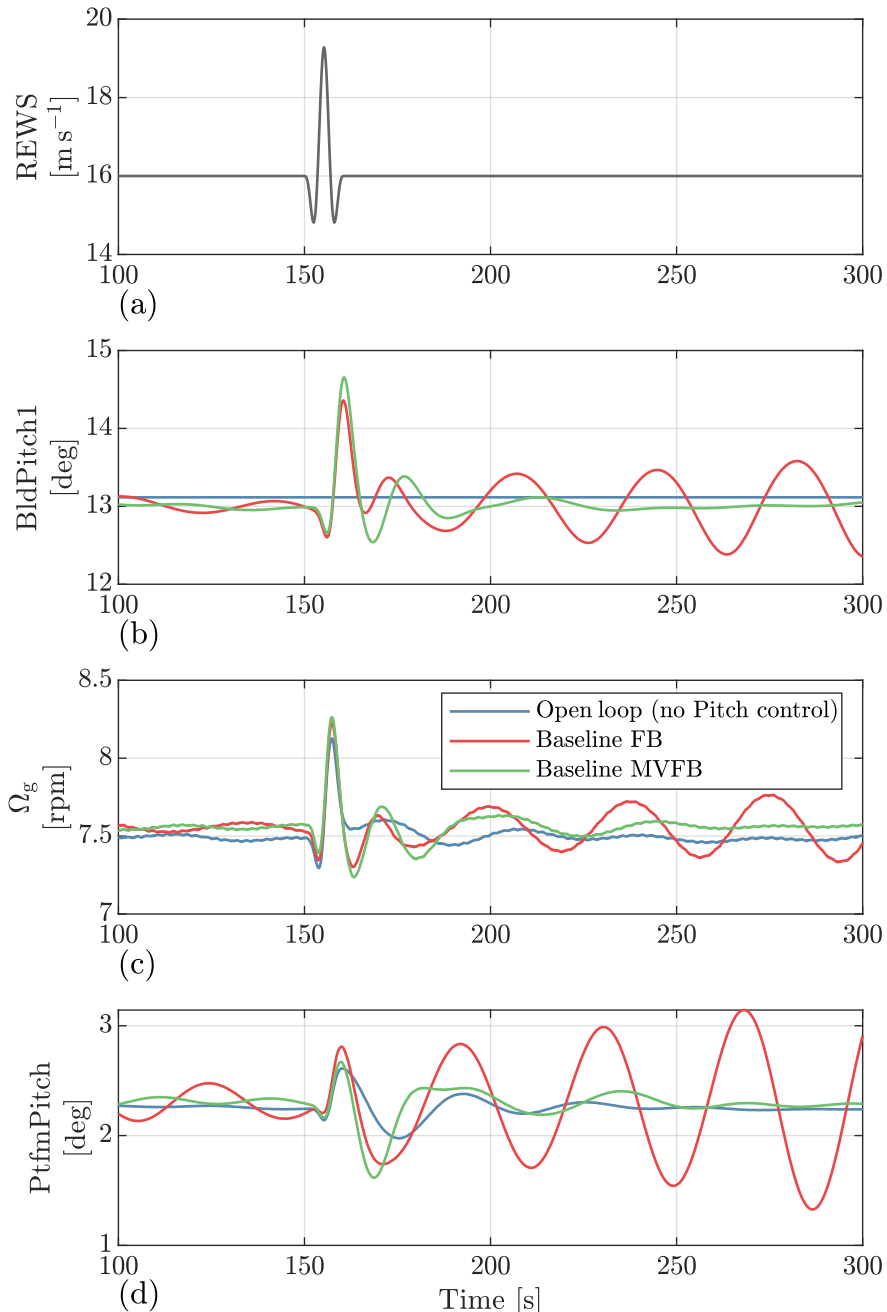 20
18
16
14
REWS
[m s⁻¹]
100
150
200
250
300
(a)
15
14
13
12
BldPitch1
[deg]
100
150
200
250
300
(b)
8.5
8
7.5
7
Ωg
[rpm]
Open loop (no Pitch control)
Baseline FB
Baseline MVFB
100
150
200
250
300
(c)
3
2
1
PtfmPitch
[deg]
100
150
200
250
300
(d)
Time [s]